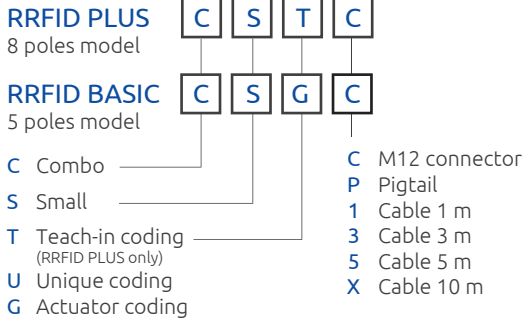 RRFID PLUS C S T C
8 poles model
RRFID BASIC C S G C
5 poles model
C Combo
S Small
T Teach-in coding
(RRFID PLUS only)
U Unique coding
G Actuator coding
C M12 connector
P Pigtail
1 Cable 1 m
3 Cable 3 m
5 Cable 5 m
X Cable 10 m